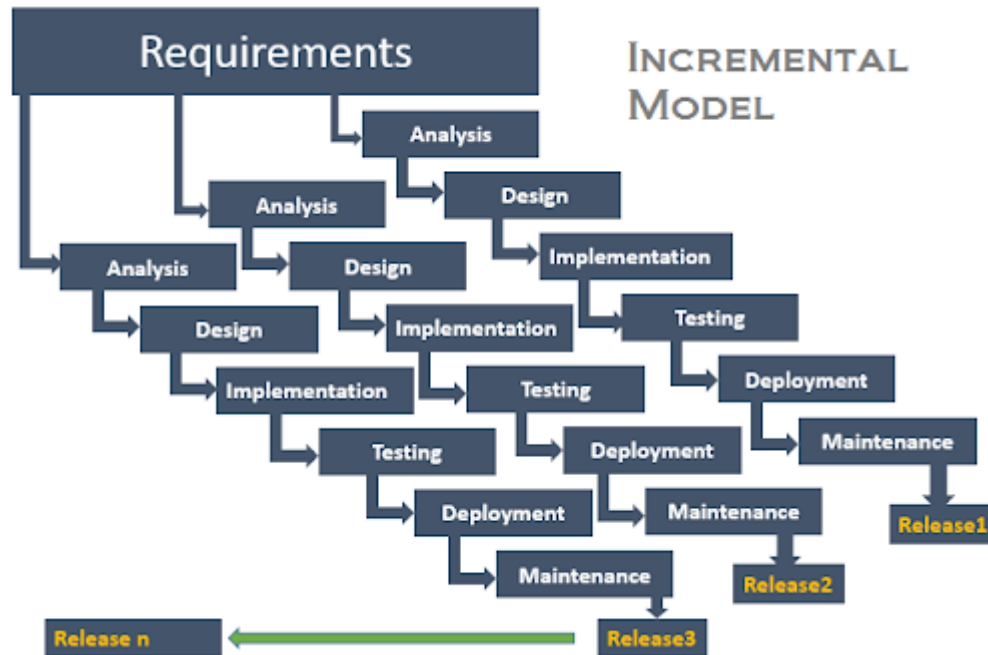 Requirements
INCREMENTAL
MODEL
Analysis
Design
Implementation
Testing
Deployment
Maintenance
Release1
Analysis
Design
Implementation
Testing
Deployment
Maintenance
Release2
Analysis
Design
Implementation
Testing
Deployment
Maintenance
Release3
Release n